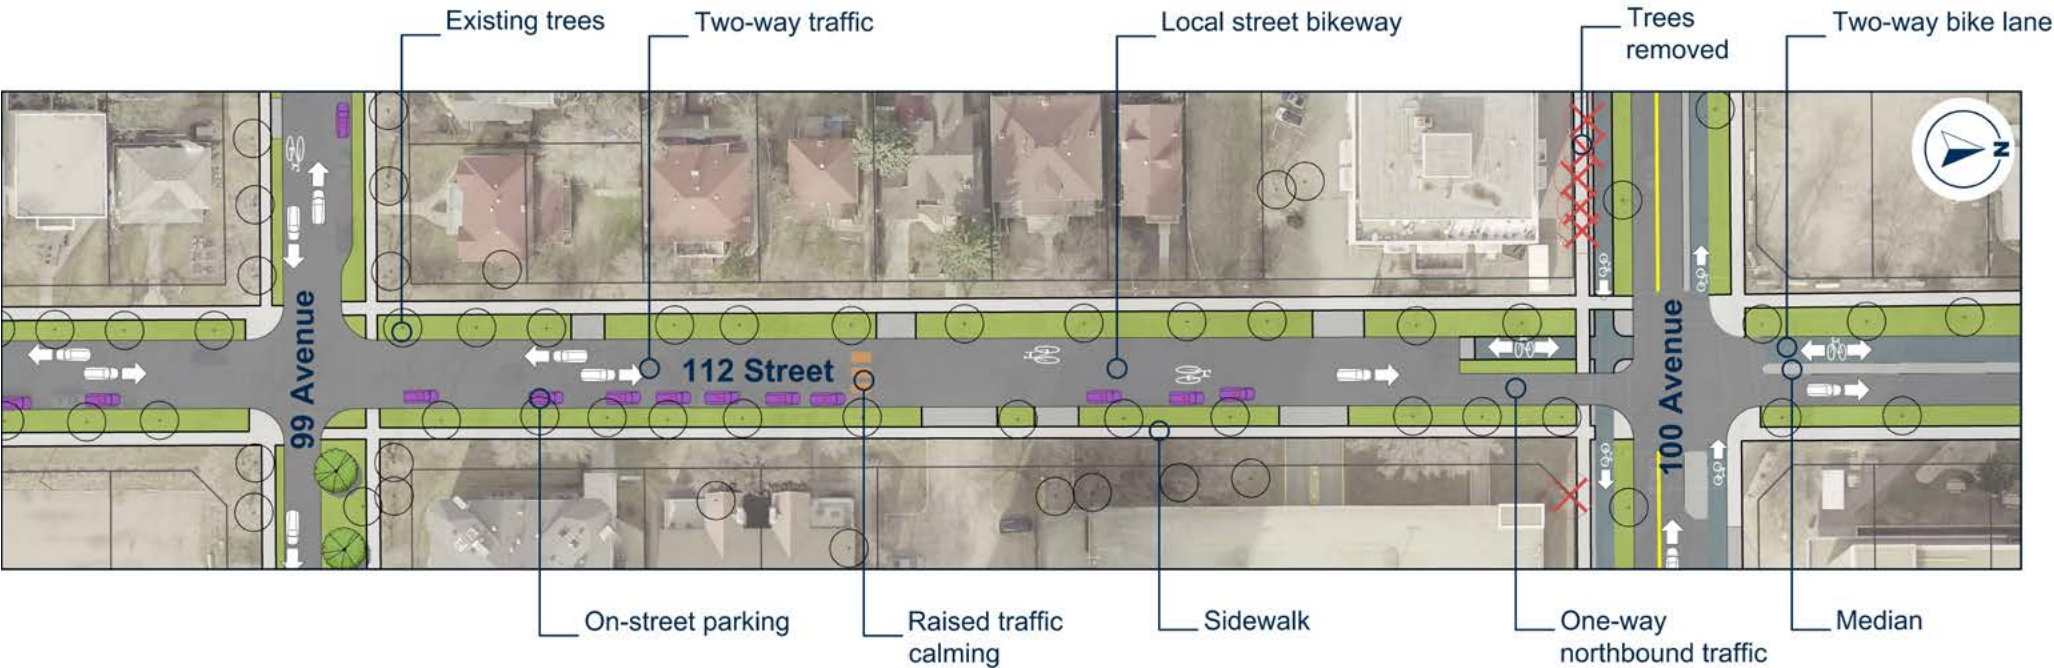 Existing trees
Two-way traffic
Local street bikeway
Trees
removed
Two-way bike lane
N
99 Avenue
112 Street
100 Avenue
On-street parking
Raised traffic
calming
Sidewalk
One-way
northbound traffic
Median